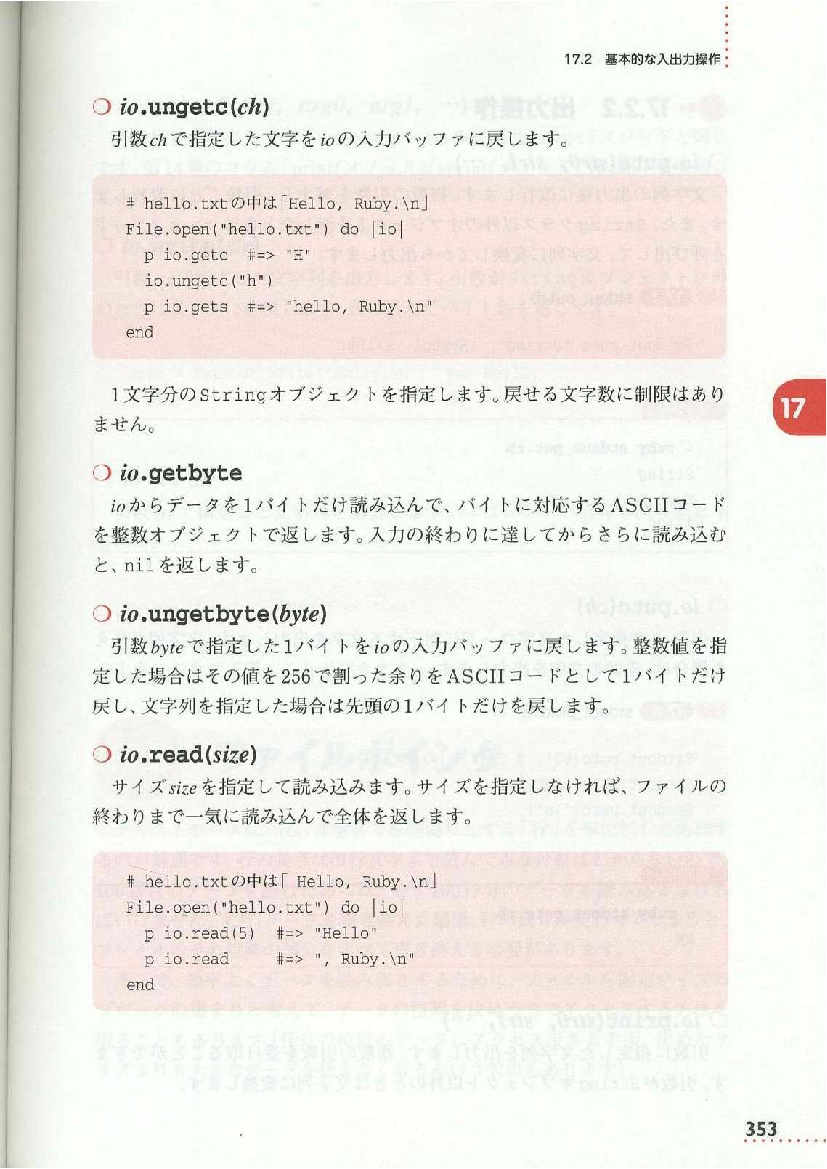 17.2 基本的な入出力操作
❍ io.ungetc(ch)
引数chで指定した文字をioの入力バッファに戻します。
# hello.txtの中は「Hello, Ruby.\n」
File.open("hello.txt") do |io|
  p io.getc  #=> "H"
  io.ungetc("h")
  p io.gets  #=> "hello, Ruby.\n"
end
1文字分のStringオブジェクトを指定します。戻せる文字数に制限はあり
ません。
17
❍ io.getbyte
ioからデータを1バイトだけ読み込んで、バイトに対応するASCIIコード
を整数オブジェクトで返します。入力の終わりに達してからさらに読み込む
と、nilを返します。
❍ io.ungetbyte(byte)
引数byteで指定した1バイトをioの入力バッファに戻します。整数値を指
定した場合はその値を256で割った余りをASCIIコードとして1バイトだけ
戻し、文字列を指定した場合は先頭の1バイトだけを戻します。
❍ io.read(size)
サイズsizeを指定して読み込みます。サイズを指定しなければ、ファイルの
終わりまで一気に読み込んで全体を返します。
# hello.txtの中は「 Hello, Ruby.\n」
File.open("hello.txt") do |io|
  p io.read(5)  #=> "Hello"
  p io.read     #=> ", Ruby.\n"
end
353